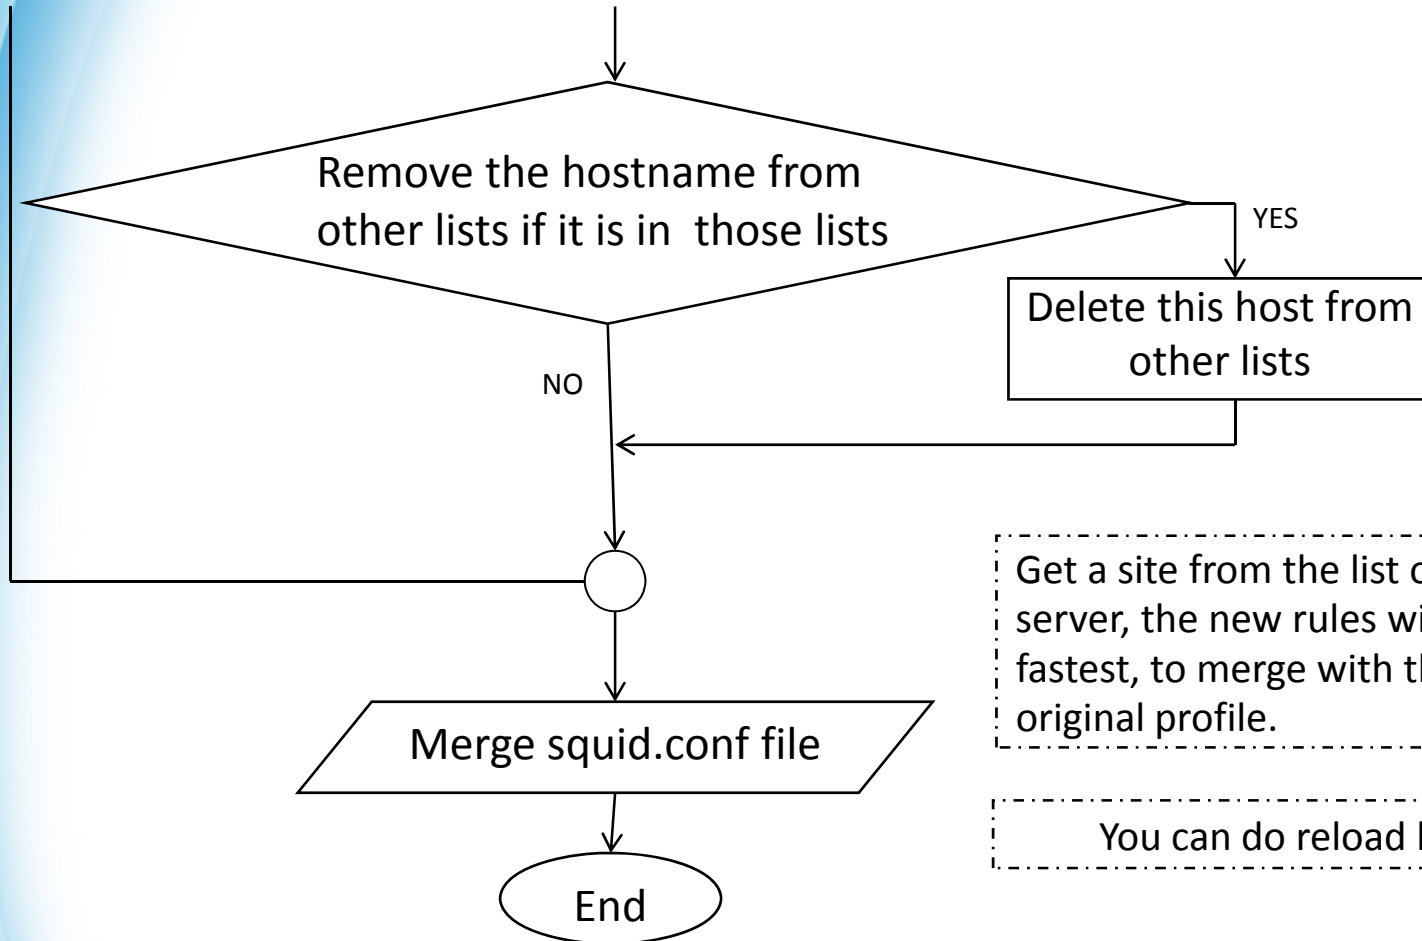 Remove the hostname from
other lists if it is in those lists
YES
Delete this host from
other lists
NO
Get a site from the list
server, the new rules
fastest, to merge with
original profile.
Merge squid.conf file
You can do reload
End